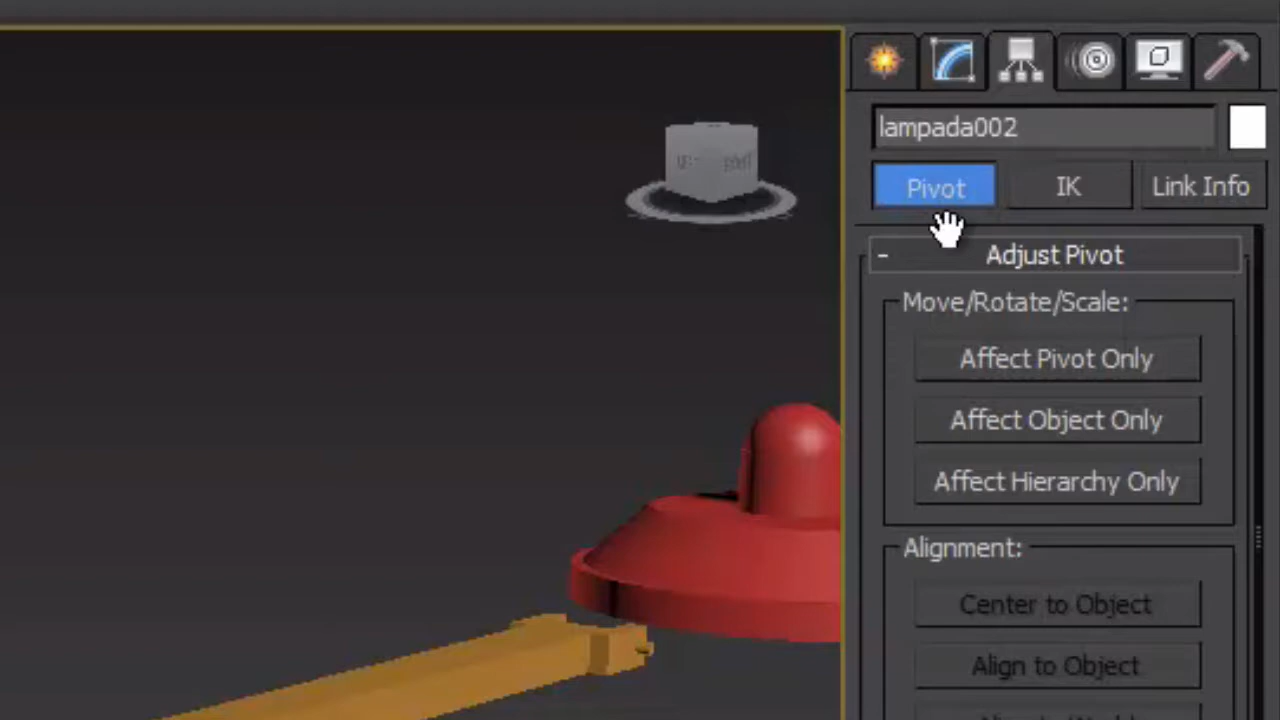 lampada002
Pivot IK Link Info
- Adjust Pivot
Move/Rotate/Scale:
Affect Pivot Only
Affect Object Only
Affect Hierarchy Only
Alignment:
Center to Object
Align to Object